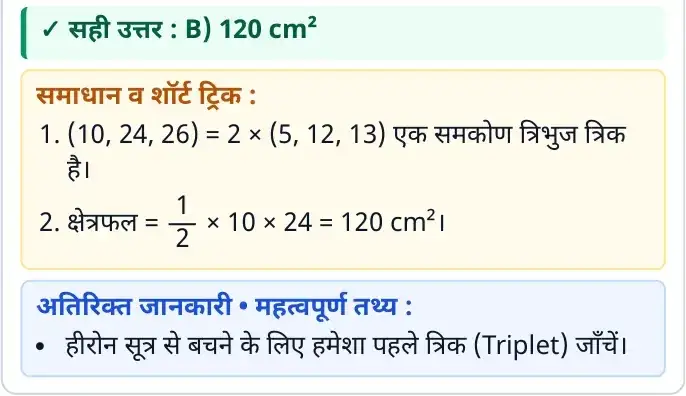 ✓ सही उत्तर : B) 120 cm²
समाधान व शॉर्ट ट्रिक :
1. (10, 24, 26) = 2 × (5, 12, 13) एक समकोण त्रिभुज त्रिक
है।
2. क्षेत्रफल = 1/2 × 10 × 24 = 120 cm²।
अतिरिक्त जानकारी • महत्वपूर्ण तथ्य :
• हीरोन सूत्र से बचने के लिए हमेशा पहले त्रिक (Triplet) जाँचें।